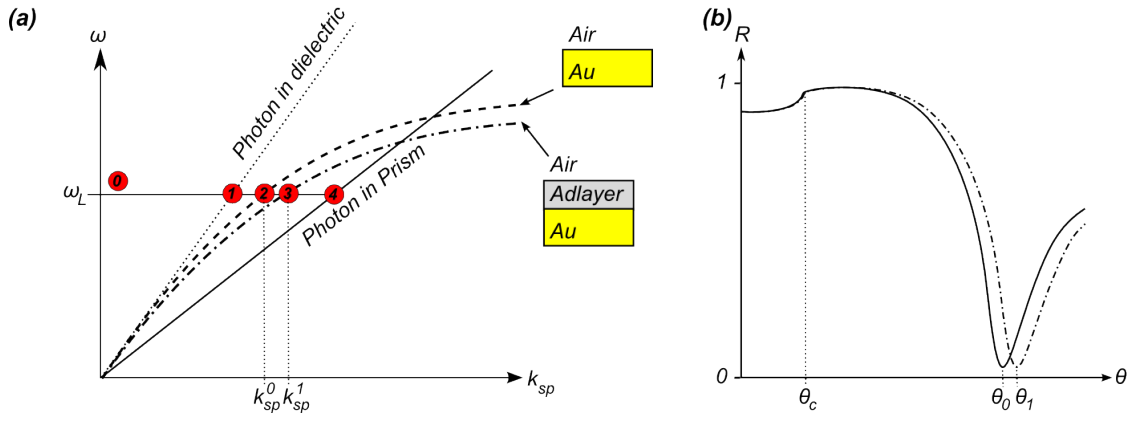 (a)
ω
Photon in dielectric
Air
Au
0
ω_L
1
2
3
4
Photon in Prism
Air
Adlayer
Au
k_sp^0
k_sp^1
k_sp
(b)
R
1
0
θ_c
θ_0
θ_1
θ